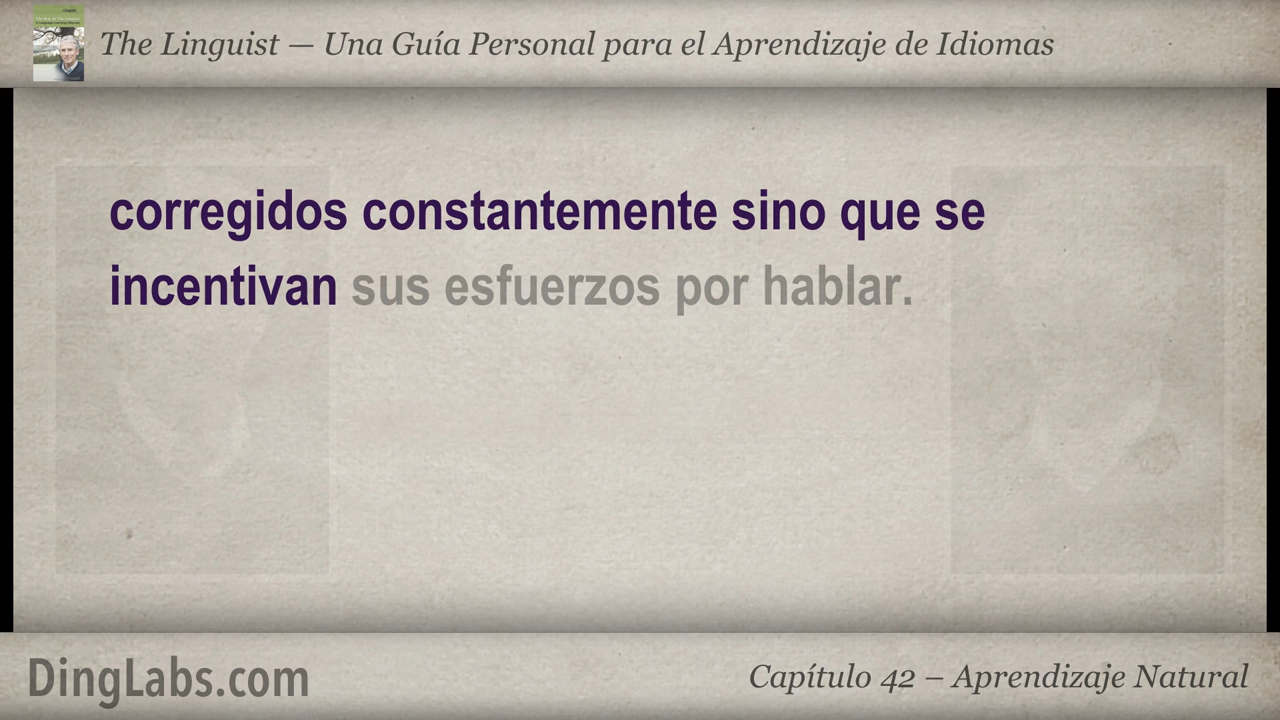 The Linguist — Una Guía Personal para el Aprendizaje de Idiomas
corregidos constantemente sino que se
incentivan sus esfuerzos por hablar.
DingLabs.com
Capítulo 42 – Aprendizaje Natural